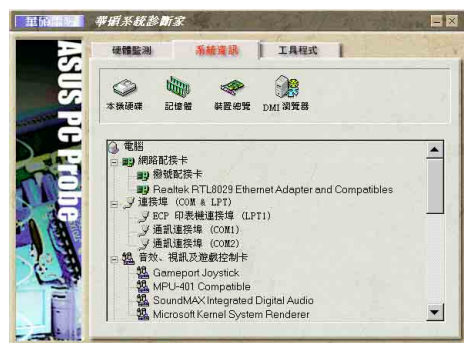 華碩電腦
華碩系統診斷家
ASUS PC Probe
硬體監測
系統資訊
工具程式
本機硬碟
記憶體
裝置總覽
DMI 瀏覽器
電腦
網路配接卡
撥號配接卡
Realtek RTL8029 Ethernet Adapter and Compatibles
連接埠 (COM & LPT)
ECP 印表機連接埠 (LPT1)
通訊連接埠 (COM1)
通訊連接埠 (COM2)
音效、視訊及遊戲控制卡
Gameport Joystick
MPU-401 Compatible
SoundMAX Integrated Digital Audio
Microsoft Kernel System Renderer